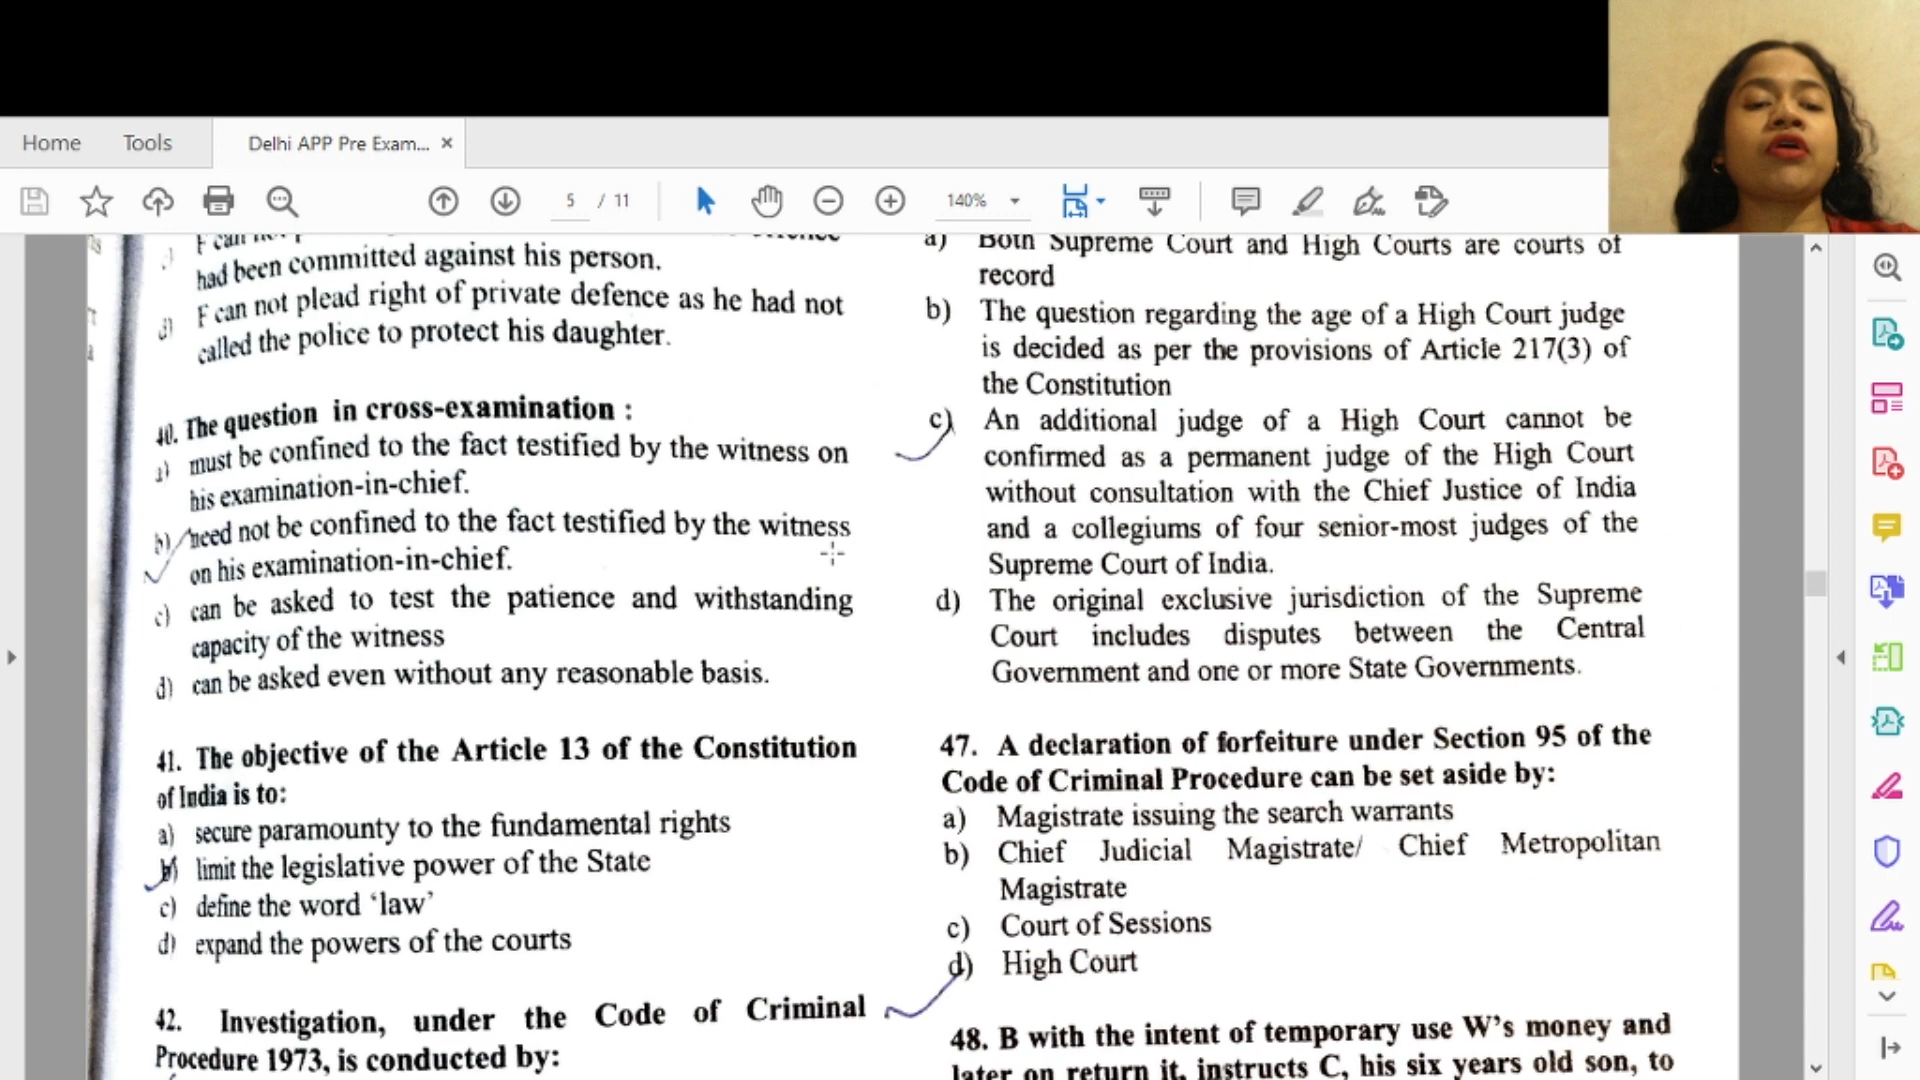 Home
Tools
Delhi APP Pre Exam... ×
5 / 11
140%
F can
had been committed against his person.
d) F can not plead right of private defence as he had not
called the police to protect his daughter.
40. The question in cross-examination :
a) must be confined to the fact testified by the witness on
his examination-in-chief.
b) need not be confined to the fact testified by the witness
on his examination-in-chief.
c) can be asked to test the patience and withstanding
capacity of the witness
d) can be asked even without any reasonable basis.
41. The objective of the Article 13 of the Constitution
of India is to:
a) secure paramounty to the fundamental rights
b) limit the legislative power of the State
c) define the word ‘law’
d) expand the powers of the courts
42. Investigation, under the Code of Criminal
Procedure 1973, is conducted by:
a) Both Supreme Court and High Courts are courts of
record
b) The question regarding the age of a High Court judge
is decided as per the provisions of Article 217(3) of
the Constitution
c) An additional judge of a High Court cannot be
confirmed as a permanent judge of the High Court
without consultation with the Chief Justice of India
and a collegiums of four senior-most judges of the
Supreme Court of India.
d) The original exclusive jurisdiction of the Supreme
Court includes disputes between the Central
Government and one or more State Governments.
47. A declaration of forfeiture under Section 95 of the
Code of Criminal Procedure can be set aside by:
a) Magistrate issuing the search warrants
b) Chief Judicial Magistrate/ Chief Metropolitan
Magistrate
c) Court of Sessions
d) High Court
48. B with the intent of temporary use W’s money and
later on return it, instructs C, his six years old son, to